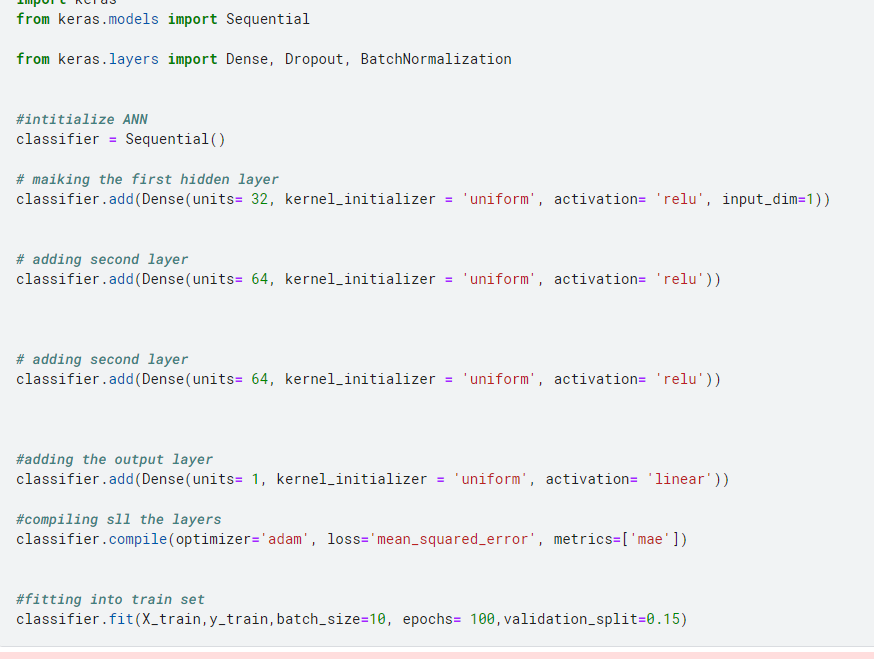 import keras
from keras.models import Sequential
from keras.layers import Dense, Dropout, BatchNormalization
#intitialize ANN
classifier = Sequential()
# maiking the first hidden layer
classifier.add(Dense(units= 32, kernel_initializer = 'uniform', activation= 'relu', input_dim=1))
# adding second layer
classifier.add(Dense(units= 64, kernel_initializer = 'uniform', activation= 'relu'))
# adding second layer
classifier.add(Dense(units= 64, kernel_initializer = 'uniform', activation= 'relu'))
#adding the output layer
classifier.add(Dense(units= 1, kernel_initializer = 'uniform', activation= 'linear'))
#compiling sll the layers
classifier.compile(optimizer='adam', loss='mean_squared_error', metrics=['mae'])
#fitting into train set
classifier.fit(X_train,y_train,batch_size=10, epochs= 100,validation_split=0.15)